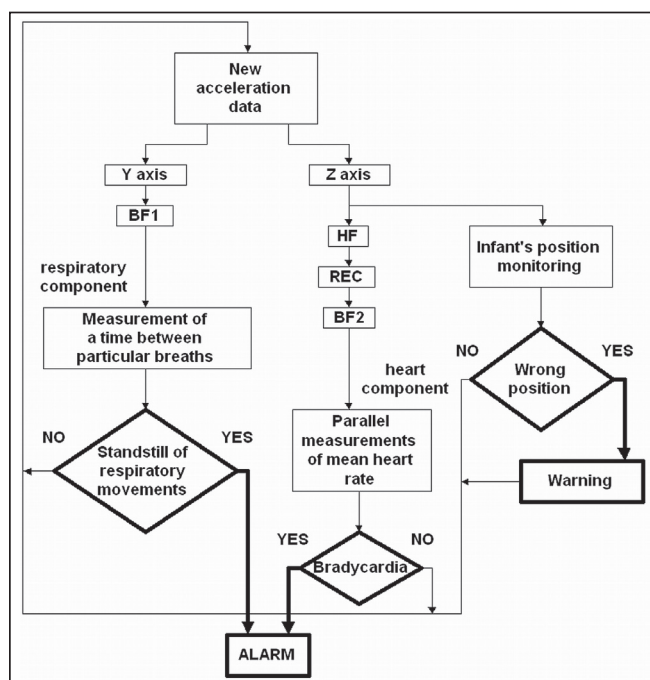 New
acceleration
data
Y axis
Z axis
BF1
HF
Infant's position
monitoring
respiratory
component
REC
BF2
Measurement of
a time between
particular breaths
heart
component
NO
YES
Wrong
position
Parallel
measurements
of mean heart
rate
NO
YES
Standstill of
respiratory
movements
Warning
YES
NO
Bradycardia
ALARM